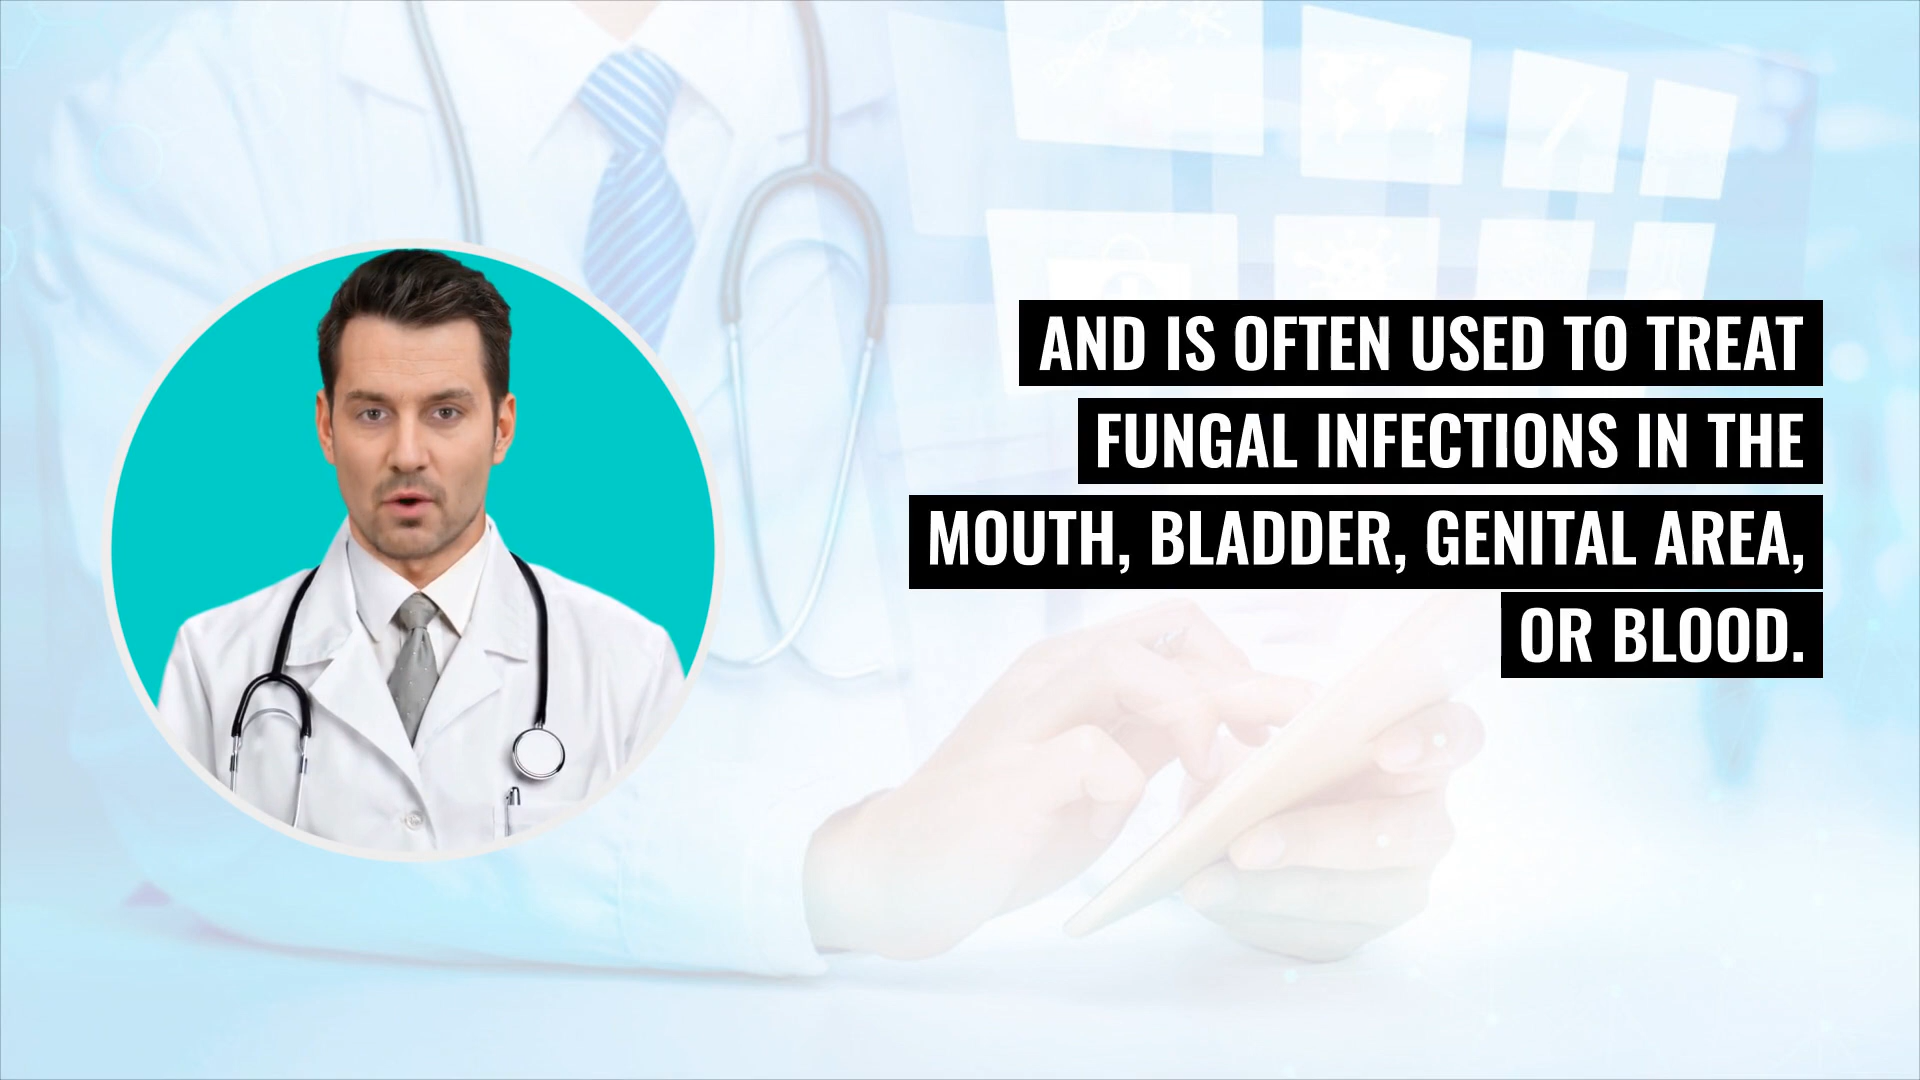 AND IS OFTEN USED TO TREAT
FUNGAL INFECTIONS IN THE
MOUTH, BLADDER, GENITAL AREA,
OR BLOOD.